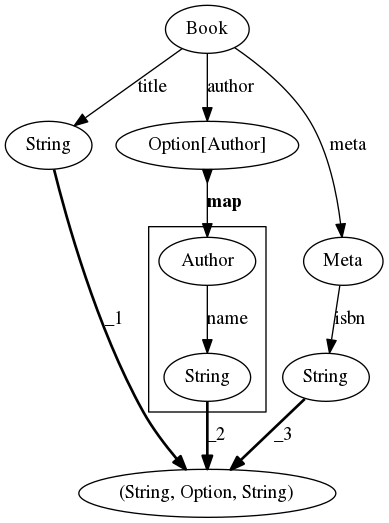 Book
title
author
String
Option[Author]
meta
map
Author
Meta
_1
name
isbn
String
String
_2
_3
(String, Option, String)